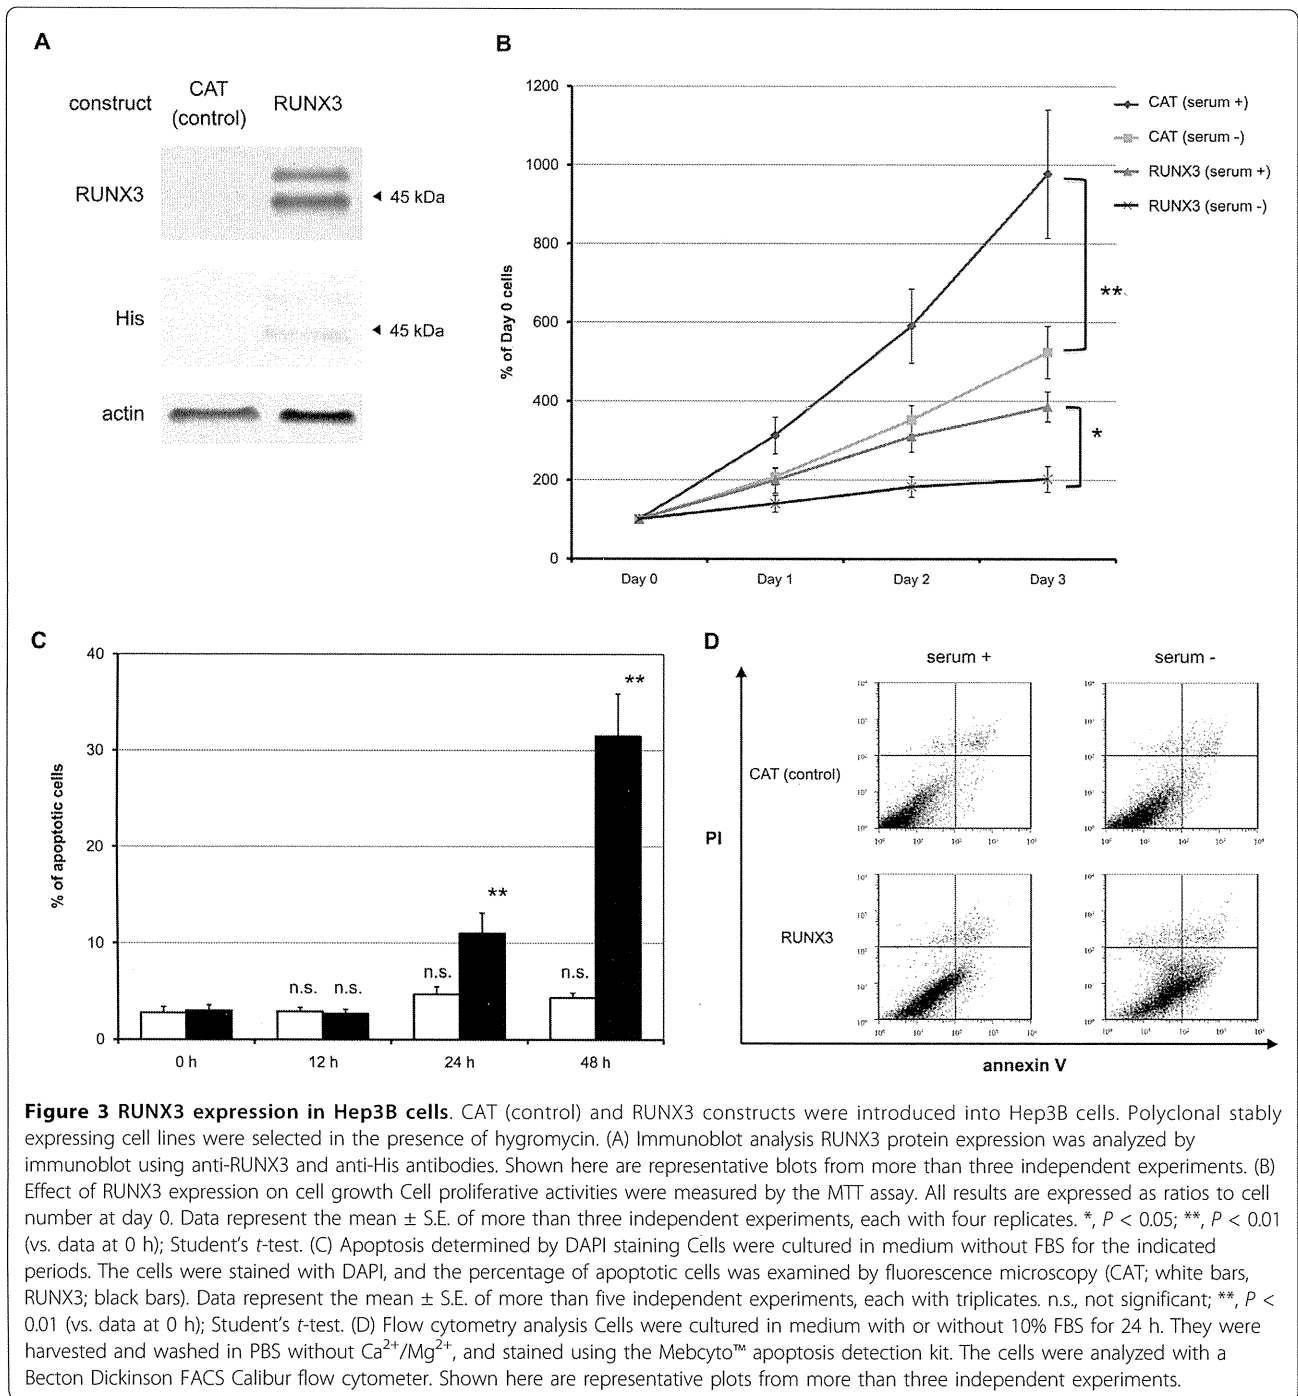 A
construct
CAT
(control)
RUNX3
RUNX3
◄ 45 kDa
His
◄ 45 kDa
actin
B
1200
1000
800
600
400
200
0
% of Day 0 cells
Day 0
Day 1
Day 2
Day 3
CAT (serum +)
CAT (serum -)
RUNX3 (serum +)
RUNX3 (serum -)
**
*
C
40
30
20
10
0
% of apoptotic cells
n.s.
n.s.
n.s.
**
n.s.
**
0 h
12 h
24 h
48 h
D
serum +
serum -
CAT (control)
RUNX3
PI
annexin V
Figure 3 RUNX3 expression in Hep3B cells. CAT (control) and RUNX3 constructs were introduced into Hep3B cells. Polyclonal stably
expressing cell lines were selected in the presence of hygromycin. (A) Immunoblot analysis RUNX3 protein expression was analyzed by
immunoblot using anti-RUNX3 and anti-His antibodies. Shown here are representative blots from more than three independent experiments. (B)
Effect of RUNX3 expression on cell growth Cell proliferative activities were measured by the MTT assay. All results are expressed as ratios to cell
number at day 0. Data represent the mean ± S.E. of more than three independent experiments, each with four replicates. *, P < 0.05; **, P < 0.01
(vs. data at 0 h); Student's t-test. (C) Apoptosis determined by DAPI staining Cells were cultured in medium without FBS for the indicated
periods. The cells were stained with DAPI, and the percentage of apoptotic cells was examined by fluorescence microscopy (CAT; white bars,
RUNX3; black bars). Data represent the mean ± S.E. of more than five independent experiments, each with triplicates. n.s., not significant; **, P <
0.01 (vs. data at 0 h); Student's t-test. (D) Flow cytometry analysis Cells were cultured in medium with or without 10% FBS for 24 h. They were
harvested and washed in PBS without Ca²⁺/Mg²⁺, and stained using the Mebcyto™ apoptosis detection kit. The cells were analyzed with a
Becton Dickinson FACS Calibur flow cytometer. Shown here are representative plots from more than three independent experiments.